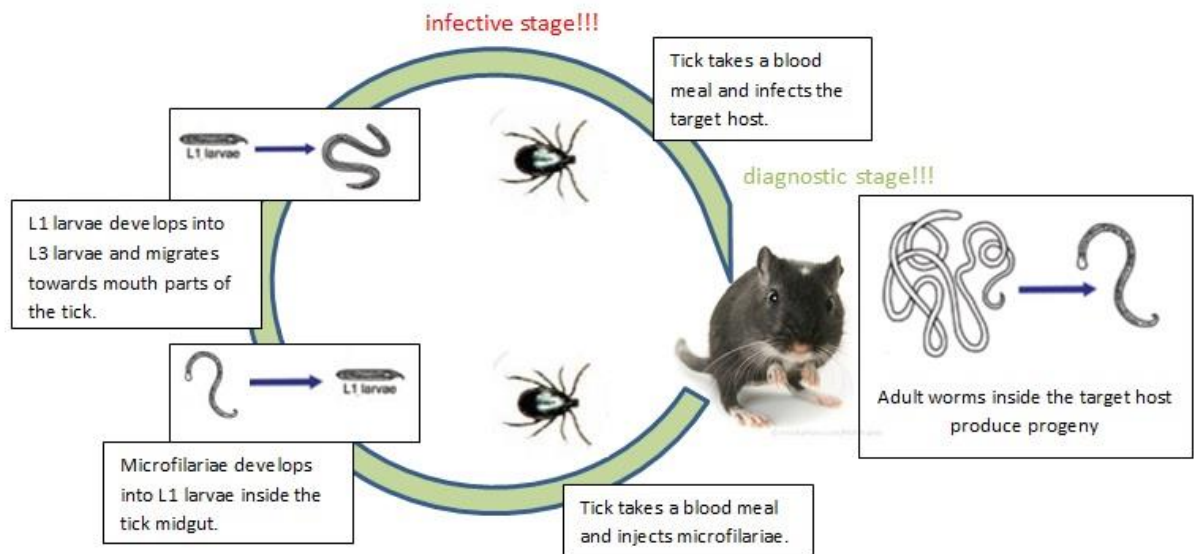 infective stage!!!
Tick takes a blood
meal and infects the
target host.
L1 larvae
diagnostic stage!!!
L1 larvae develops into
L3 larvae and migrates
towards mouth parts of
the tick.
L1 larvae
Adult worms inside the target host
produce progeny
Microfilariae develops
into L1 larvae inside the
tick midgut.
Tick takes a blood meal
and injects microfilariae.